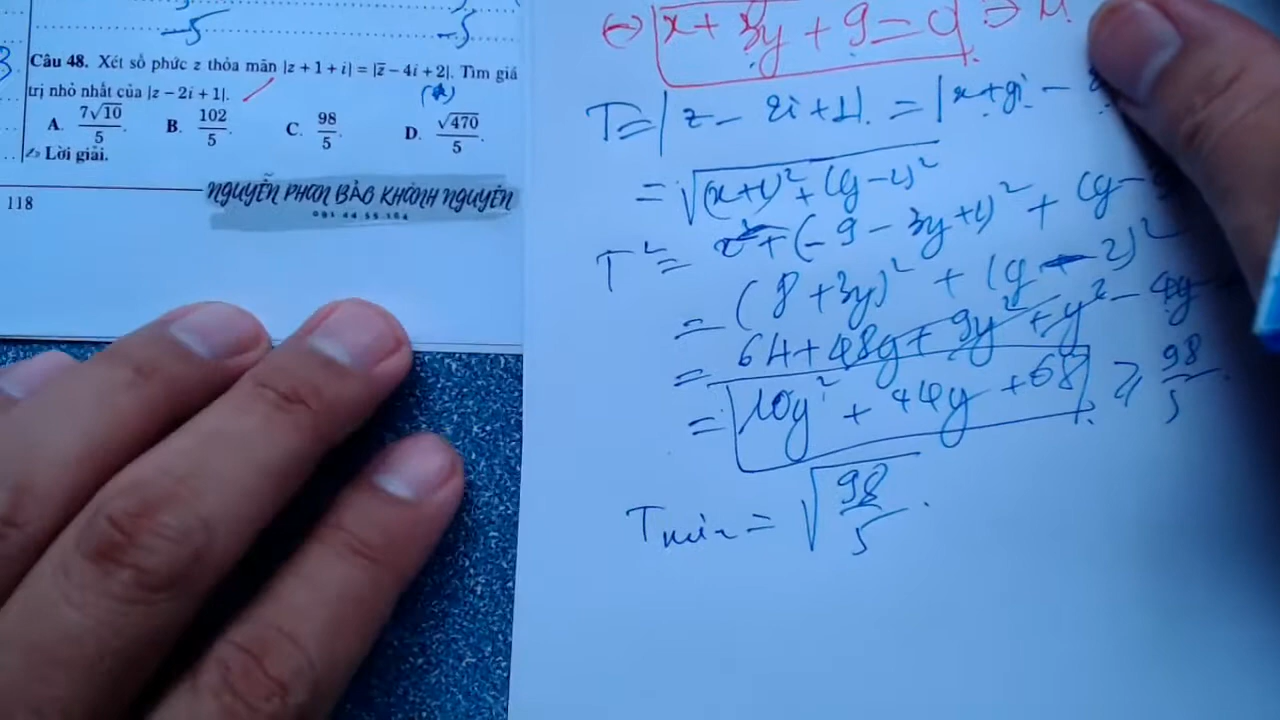 -5
-5
Câu 48. Xét số phức z thỏa mãn |z + 1 + i| = |z̅ − 4i + 2|. Tìm giá
trị nhỏ nhất của |z − 2i + 1|.
A. 7√10/5. B. 102/5. C. 98/5. D. √470/5.
Lời giải.
118
NGUYỄN PHAN BẢO KHÁNH NGUYÊN
⇔ x + 3y + 9 = 0 ⇒ M
T = |z − 2i + 1| = |x + yi −
= √(x+1)² + (y−2)²
T² = (−9 − 3y + 1)² + (y −
= (8 + 3y)² + (y − 2)²
= 64 + 48y + 9y² + y² − 4y
= 10y² + 44y + 68 ≥ 98/5.
Tmin = √98/5.